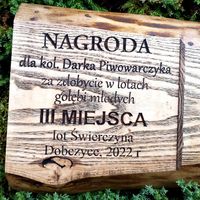 NAGRODA
dla kol. Darka Piwowarczyka
za zdobycie w lotach
gołębi młodych
III MIEJSCA
lot Świerczyna
Dobczyce, 2022 r